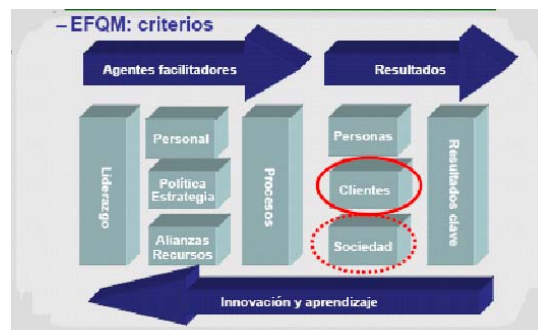 – EFQM: criterios
Agentes facilitadores
Resultados
Liderazgo
Personal
Política
Estrategia
Alianzas
Recursos
Procesos
Personas
Clientes
Sociedad
Resultados clave
Innovación y aprendizaje